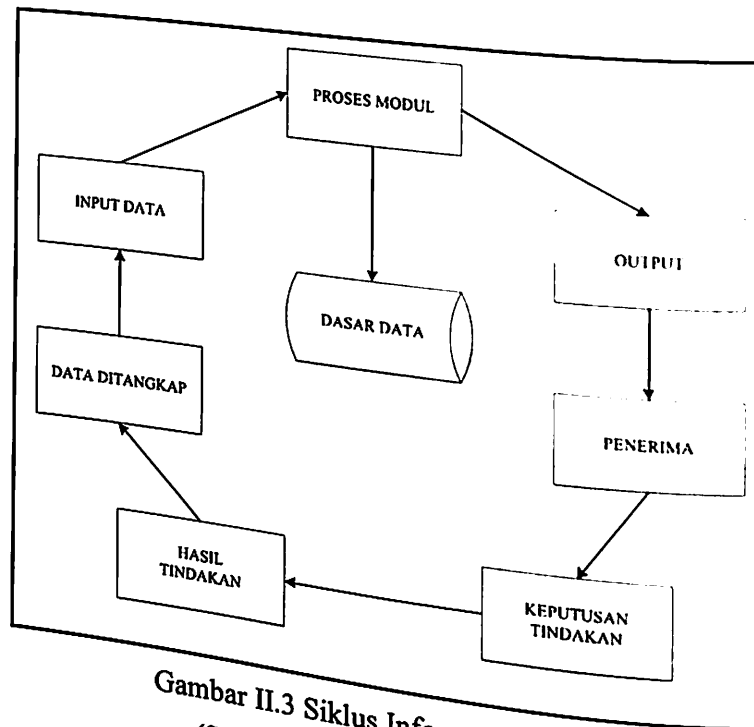 PROSES MODUL
INPUT DATA
OUTPUT
DASAR DATA
DATA DITANGKAP
PENERIMA
HASIL
TINDAKAN
KEPUTUSAN
TINDAKAN
Gambar II.3 Siklus